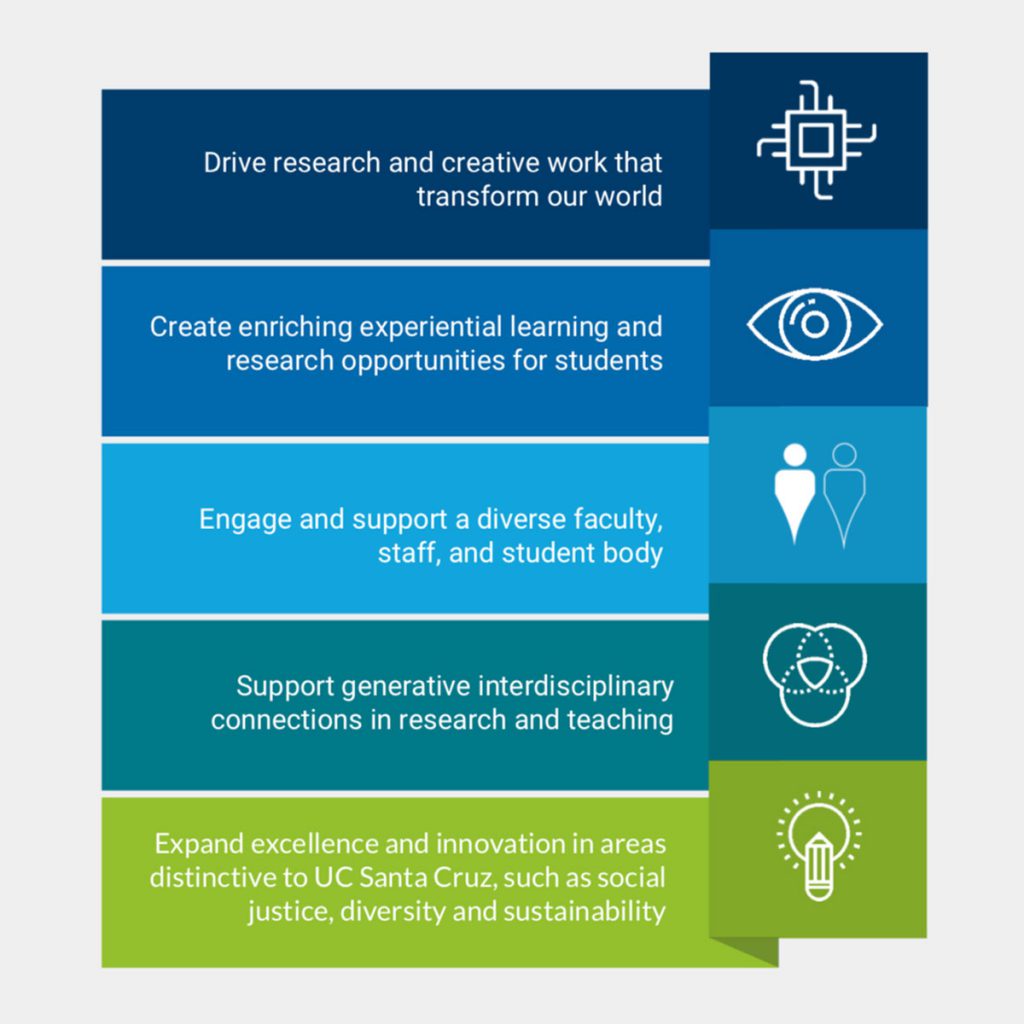 Drive research and creative work that
transform our world
Create enriching experiential learning and
research opportunities for students
Engage and support a diverse faculty,
staff, and student body
Support generative interdisciplinary
connections in research and teaching
Expand excellence and innovation in areas
distinctive to UC Santa Cruz, such as social
justice, diversity and sustainability